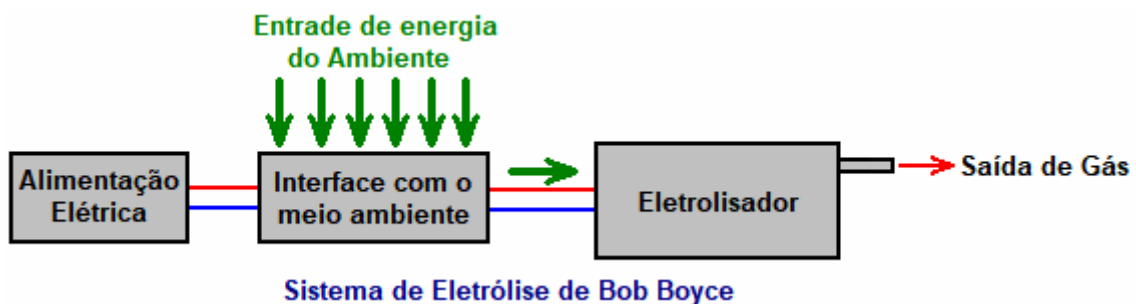 Entrade de energia
do Ambiente
Alimentação
Elétrica
Interface com o
meio ambiente
Eletrolisador
Saída de Gás
Sistema de Eletrólise de Bob Boyce